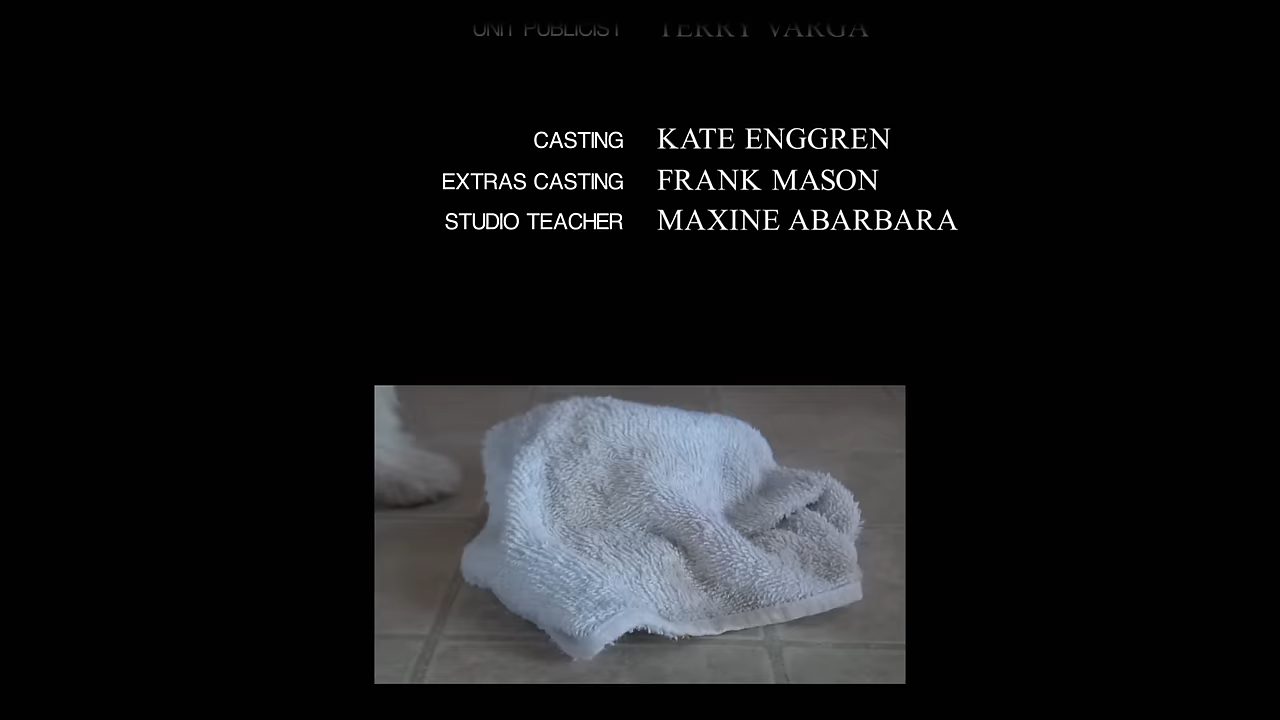 UNIT PUBLICIST TERRY VARGA
CASTING KATE ENGGREN
EXTRAS CASTING FRANK MASON
STUDIO TEACHER MAXINE ABARBARA